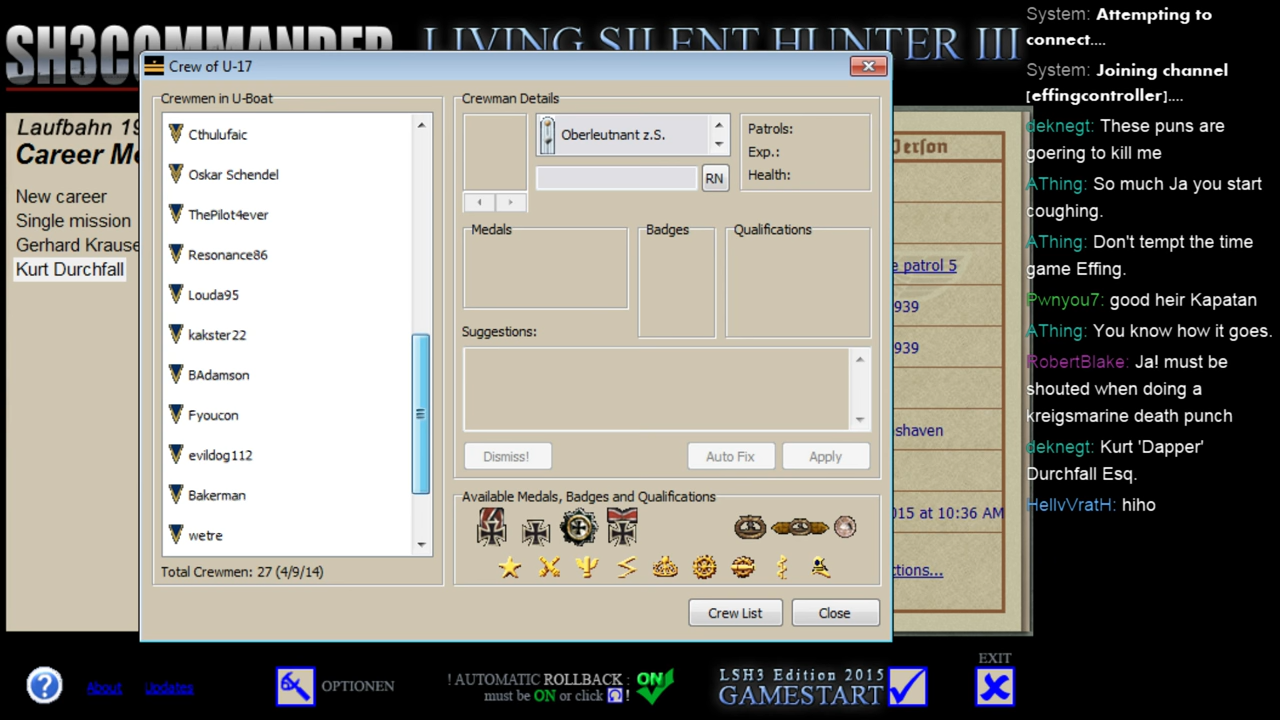 SH3COMMANDER LIVING SILENT HUNTER III
Crew of U-17
Laufbahn 19
Career M
New career
Single mission
Gerhard Krause
Kurt Durchfall
Crewmen in U-Boat
Cthulufaic
Oskar Schendel
ThePilot4ever
Resonance86
Louda95
kakster22
BAdamson
Fyoucon
evildog112
Bakerman
wetre
Total Crewmen: 27 (4/9/14)
Crewman Details
Oberleutnant z.S.
RN
Patrols:
Exp.:
Health:
Medals
Badges
Qualifications
Suggestions:
Dismiss!
Auto Fix
Apply
Available Medals, Badges and Qualifications
Crew List
Close
Person
e patrol 5
939
939
shaven
015 at 10:36 AM
ctions...
System: Attempting to
connect....
System: Joining channel
[effingcontroller]....
deknegt: These puns are
goering to kill me
AThing: So much Ja you start
coughing.
AThing: Don't tempt the time
game Effing.
Pwnyou7: good heir Kapatan
AThing: You know how it goes.
RobertBlake: Ja! must be
shouted when doing a
kreigsmarine death punch
deknegt: Kurt 'Dapper'
Durchfall Esq.
HellvVratH: hiho
?
About
Updates
OPTIONEN
! AUTOMATIC ROLLBACK :
must be ON or click !
ON
LSH3 Edition 2015
GAMESTART
EXIT